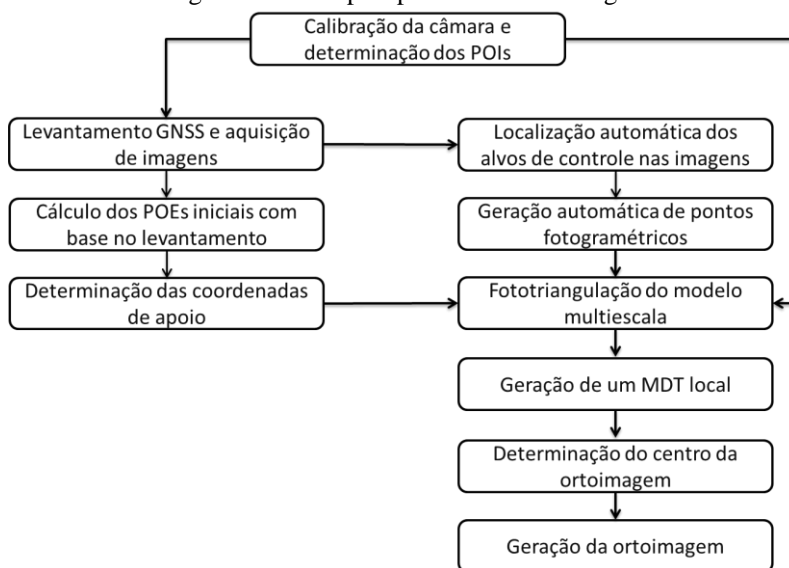 Calibração da câmara e
determinação dos POIs
Levantamento GNSS e aquisição
de imagens
Localização automática dos
alvos de controle nas imagens
Cálculo dos POEs iniciais com
base no levantamento
Geração automática de pontos
fotogramétricos
Determinação das coordenadas
de apoio
Fototriangulação do modelo
multiescala
Geração de um MDT local
Determinação do centro da
ortoimagem
Geração da ortoimagem